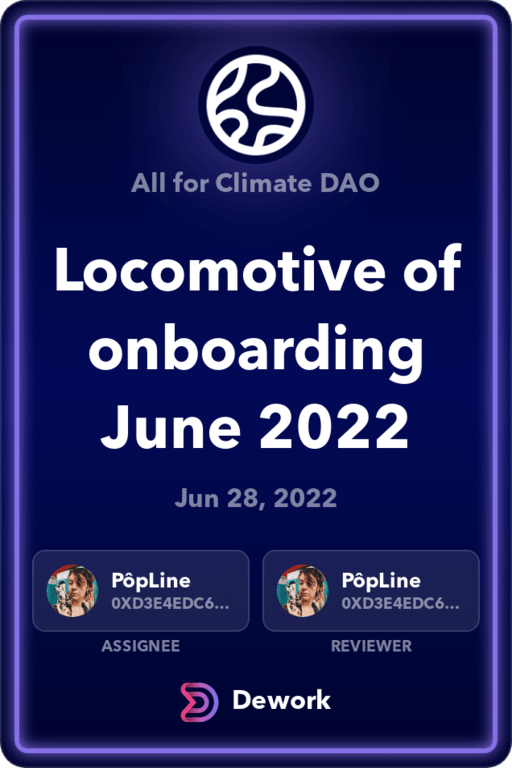 All for Climate DAO
Locomotive of
onboarding
June 2022
Jun 28, 2022
PôpLine
0XD3E4EDC6...
ASSIGNEE
PôpLine
0XD3E4EDC6...
REVIEWER
Dework